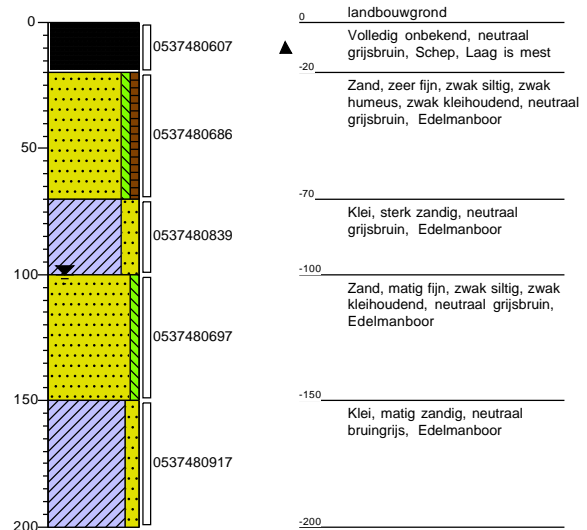 0
50
100
150
200
0537480607
0537480686
0537480839
0537480697
0537480917
0
landbouwgrond
Volledig onbekend, neutraal
grijsbruin, Schep, Laag is mest
-20
Zand, zeer fijn, zwak siltig, zwak
humeus, zwak kleihoudend, neutraal
grijsbruin, Edelmanboor
-70
Klei, sterk zandig, neutraal
grijsbruin, Edelmanboor
-100
Zand, matig fijn, zwak siltig, zwak
kleihoudend, neutraal grijsbruin,
Edelmanboor
-150
Klei, matig zandig, neutraal
bruingrijs, Edelmanboor
-200